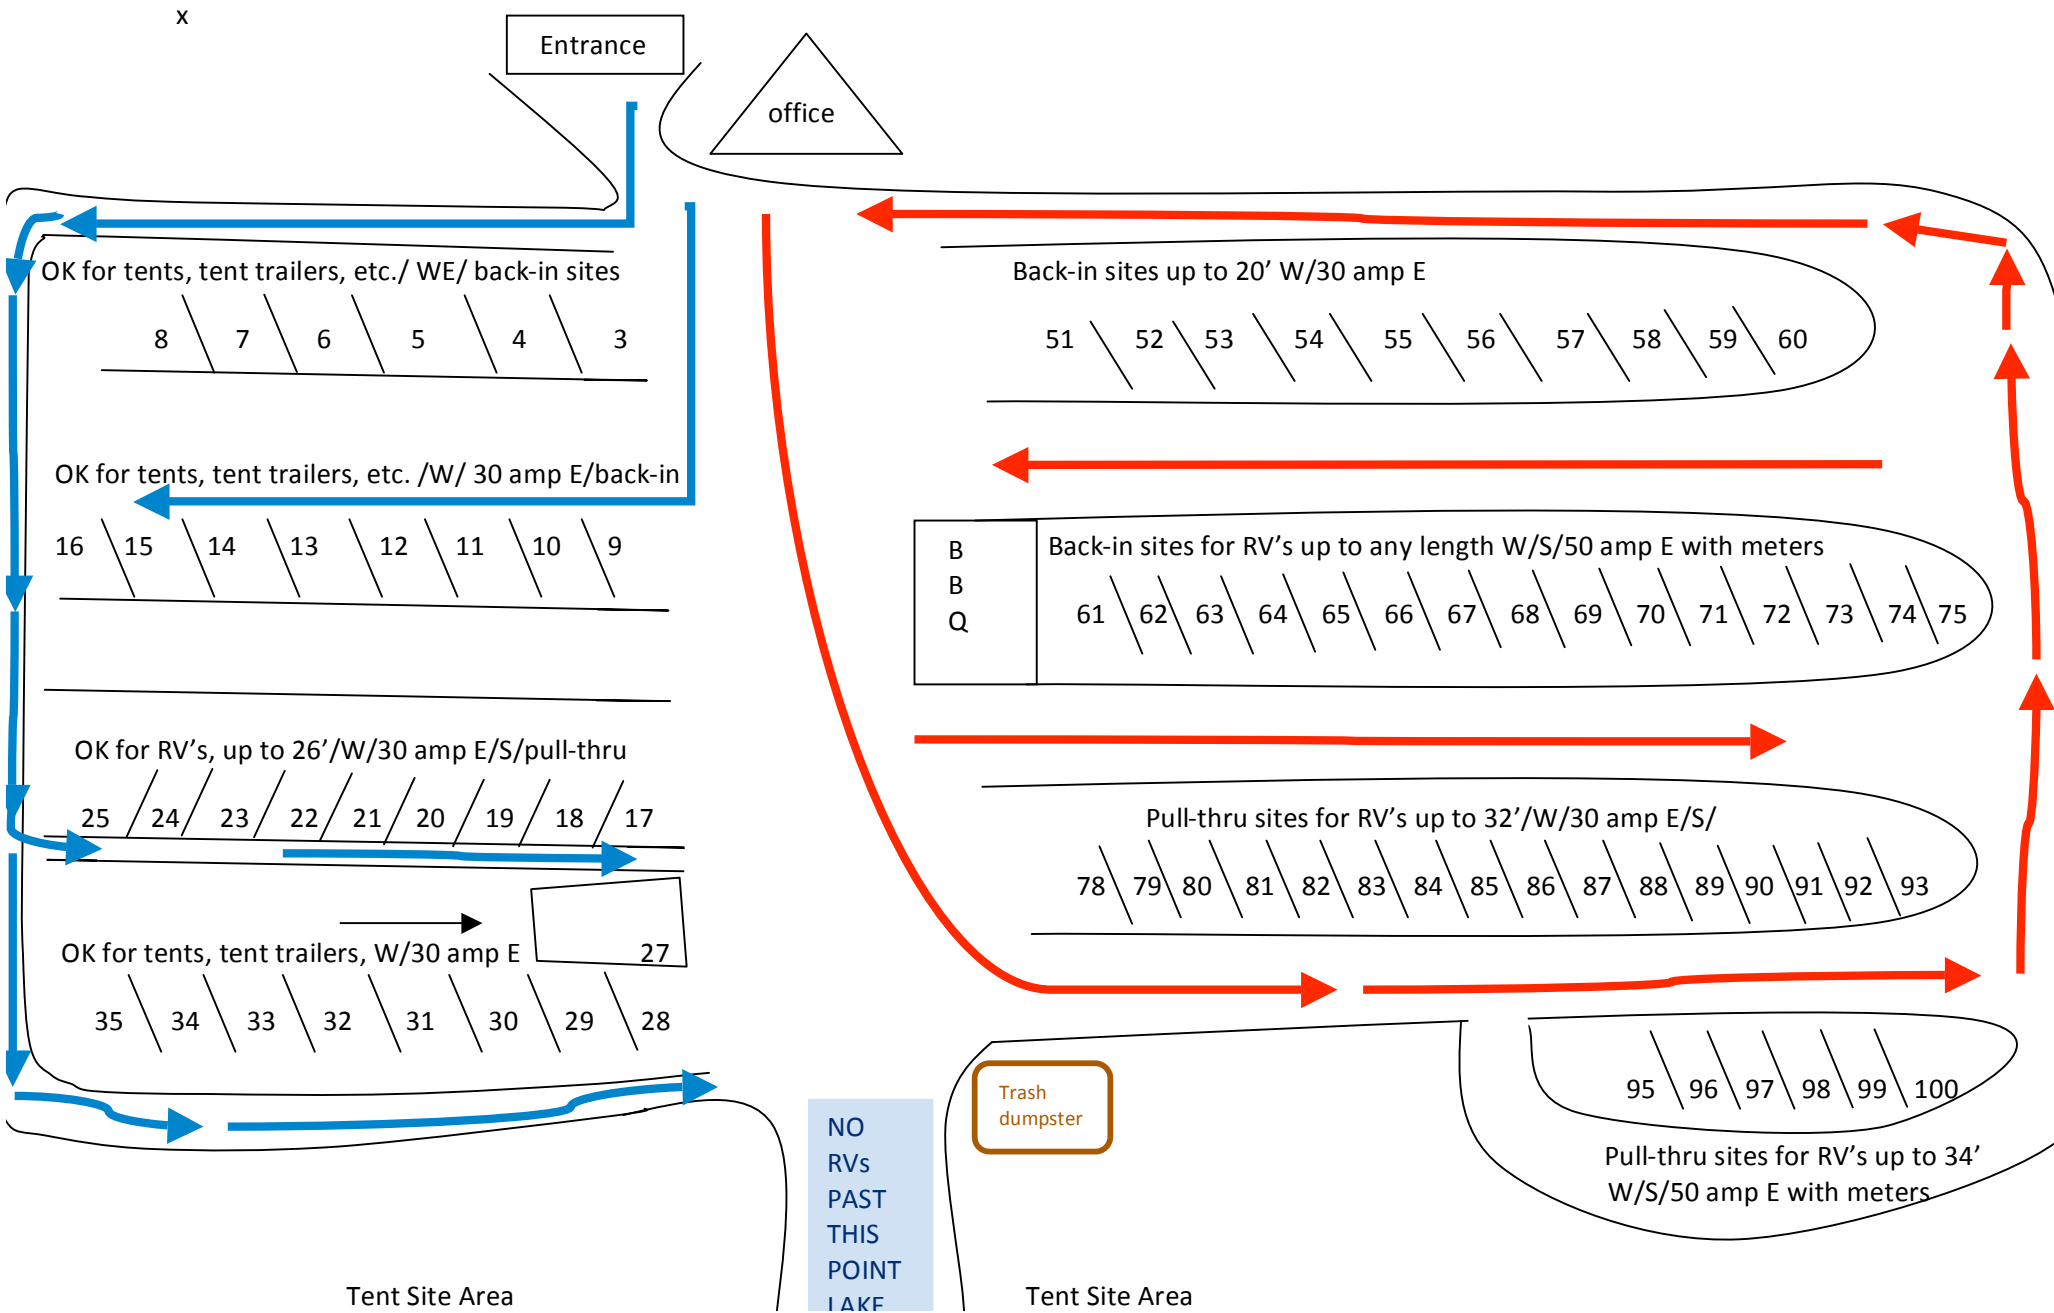 x
Entrance
office
OK for tents, tent trailers, etc./ WE/ back-in sites
8 7 6 5 4 3
OK for tents, tent trailers, etc. /W/ 30 amp E/back-in
16 15 14 13 12 11 10 9
OK for RV's, up to 26'/W/30 amp E/S/pull-thru
25 24 23 22 21 20 19 18 17
27
OK for tents, tent trailers, W/30 amp E
35 34 33 32 31 30 29 28
Back-in sites up to 20' W/30 amp E
51 52 53 54 55 56 57 58 59 60
B
B
Q
Back-in sites for RV's up to any length W/S/50 amp E with meters
61 62 63 64 65 66 67 68 69 70 71 72 73 74 75
Pull-thru sites for RV's up to 32'/W/30 amp E/S/
78 79 80 81 82 83 84 85 86 87 88 89 90 91 92 93
95 96 97 98 99 100
Pull-thru sites for RV's up to 34'
W/S/50 amp E with meters
Trash
dumpster
NO
RVs
PAST
THIS
POINT
LAKE
Tent Site Area
Tent Site Area